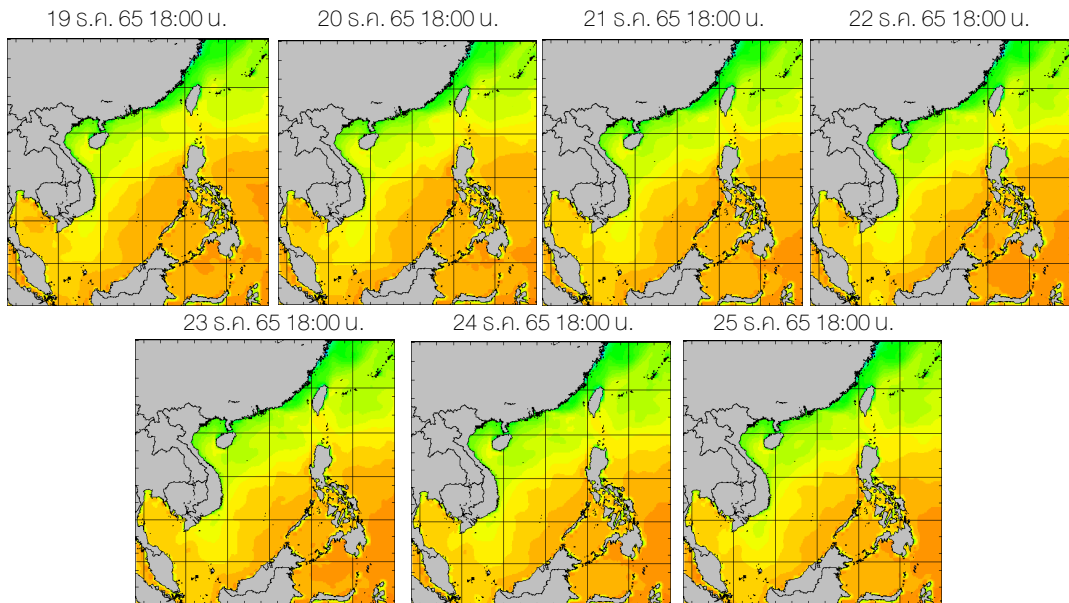 19 ธ.ค. 65 18:00 น.
20 ธ.ค. 65 18:00 น.
21 ธ.ค. 65 18:00 น.
22 ธ.ค. 65 18:00 น.
23 ธ.ค. 65 18:00 น.
24 ธ.ค. 65 18:00 น.
25 ธ.ค. 65 18:00 น.